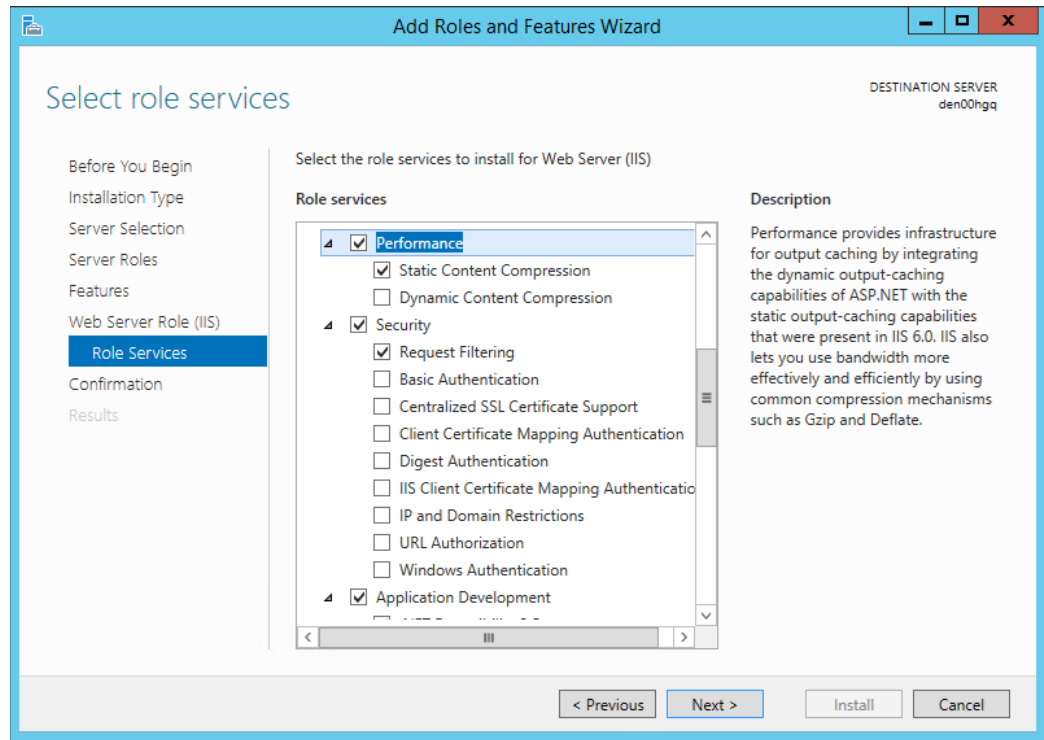 Add Roles and Features Wizard
X
Select role services
DESTINATION SERVER
den00hgq
Before You Begin
Installation Type
Server Selection
Server Roles
Features
Web Server Role (IIS)
Role Services
Confirmation
Results
Select the role services to install for Web Server (IIS)
Role services
Performance
Static Content Compression
Dynamic Content Compression
Security
Request Filtering
Basic Authentication
Centralized SSL Certificate Support
Client Certificate Mapping Authentication
Digest Authentication
IIS Client Certificate Mapping Authenticatio
IP and Domain Restrictions
URL Authorization
Windows Authentication
Application Development
Description
Performance provides infrastructure
for output caching by integrating
the dynamic output-caching
capabilities of ASP.NET with the
static output-caching capabilities
that were present in IIS 6.0. IIS also
lets you use bandwidth more
effectively and efficiently by using
common compression mechanisms
such as Gzip and Deflate.
< Previous
Next >
Install
Cancel